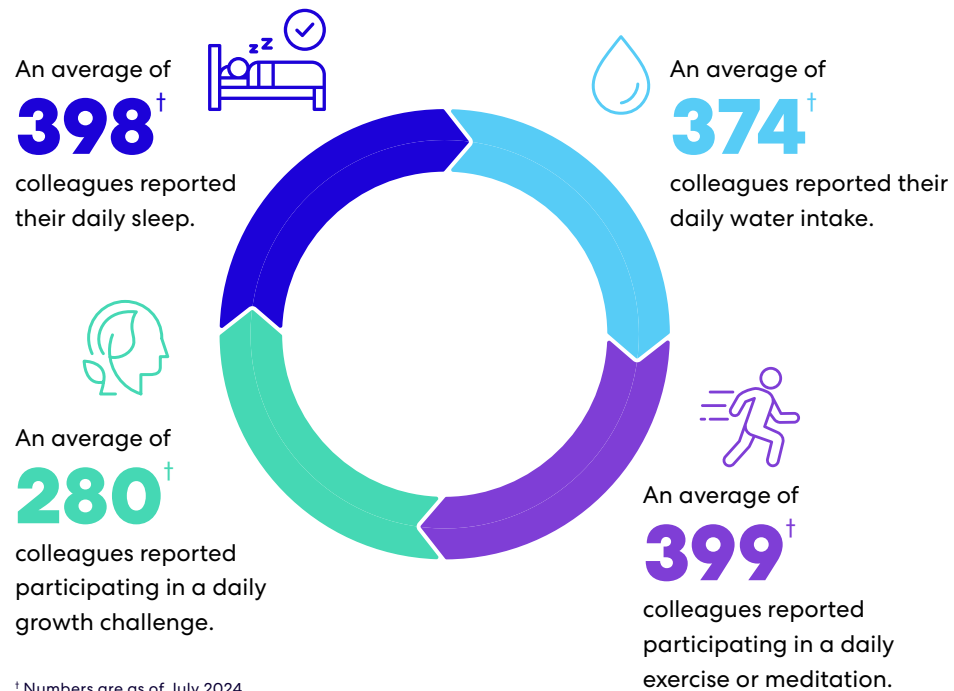 An average of
398†
colleagues reported
their daily sleep.
zzz
An average of
374†
colleagues reported their
daily water intake.
An average of
280†
colleagues reported
participating in a daily
growth challenge.
An average of
399†
colleagues reported
participating in a daily
exercise or meditation.
† Numbers are as of July 2024